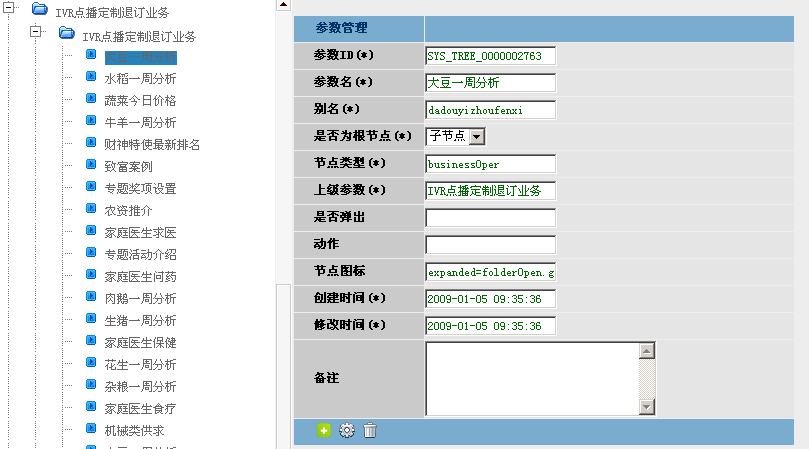 IVR点播定制退订业务
IVR点播定制退订业务
水稻一周分析
蔬菜今日价格
牛羊一周分析
财神特使最新排名
致富案例
专题奖项设置
农资推介
家庭医生求医
专题活动介绍
家庭医生问药
肉鹅一周分析
生猪一周分析
家庭医生保健
花生一周分析
杂粮一周分析
家庭医生食疗
机械类供求
参数管理
参数ID(*) SYS_TREE_0000002763
参数名(*) 大豆一周分析
别名(*) dadouyizhoufenxi
是否为根节点(*) 子节点
节点类型(*) businessOper
上级参数(*) IVR点播定制退订业务
是否弹出
动作
节点图标 expanded=folderOpen.g
创建时间(*) 2009-01-05 09:35:36
修改时间(*) 2009-01-05 09:35:36
备注